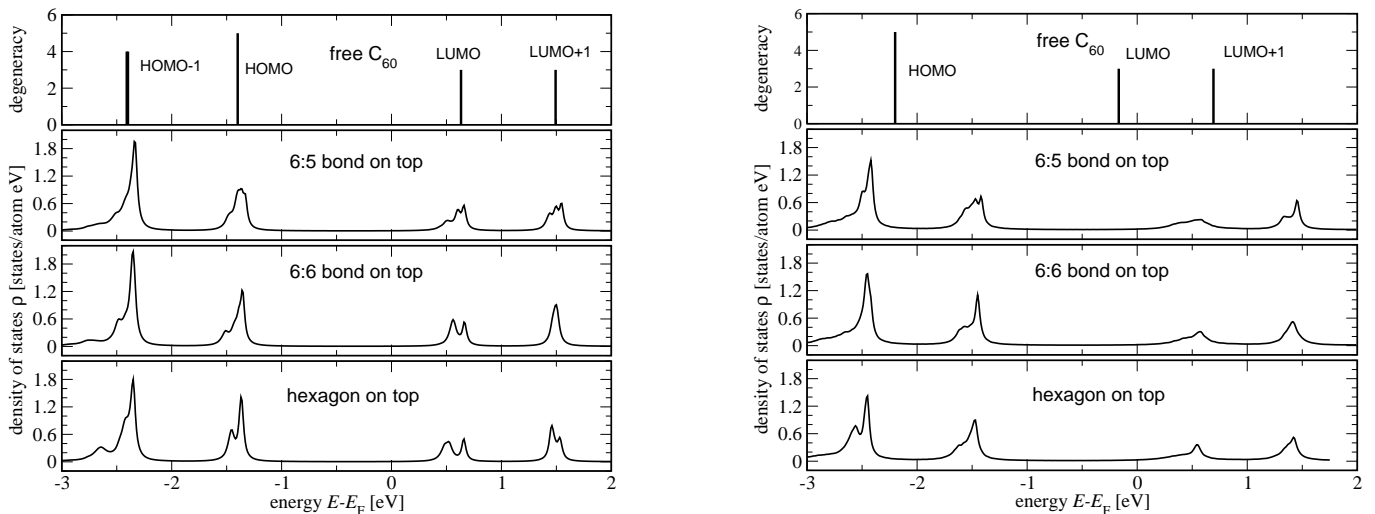 6
4
2
0
degeneracy
HOMO-1
HOMO
free C60
LUMO
LUMO+1
1.8
1.2
0.6
0
6:5 bond on top
1.8
1.2
0.6
0
6:6 bond on top
1.8
1.2
0.6
0
hexagon on top
density of states ρ [states/atom eV]
-3 -2 -1 0 1 2
energy E-EF [eV]
6
4
2
0
degeneracy
HOMO
free C60
LUMO
LUMO+1
1.8
1.2
0.6
0
6:5 bond on top
1.8
1.2
0.6
0
6:6 bond on top
1.8
1.2
0.6
0
hexagon on top
density of states ρ [states/atom eV]
-3 -2 -1 0 1 2
energy E-EF [eV]